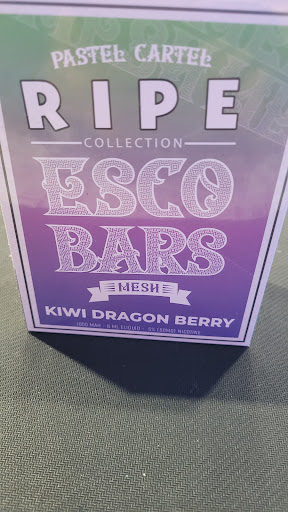 PASTEL CARTEL
RIPE
COLLECTION
ESCO
BARS
MESH
KIWI DRAGON BERRY